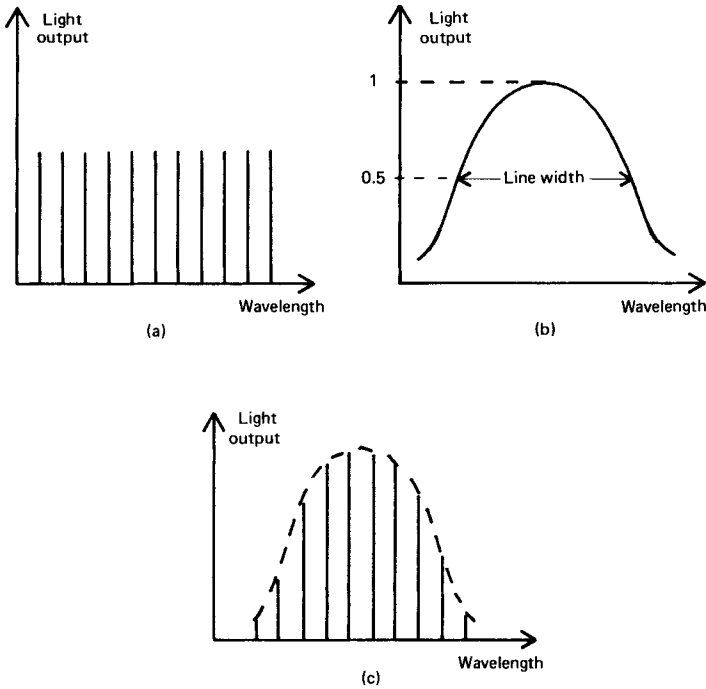 Light
output
Wavelength
(a)
Light
output
1
0.5
Line width
Wavelength
(b)
Light
output
Wavelength
(c)